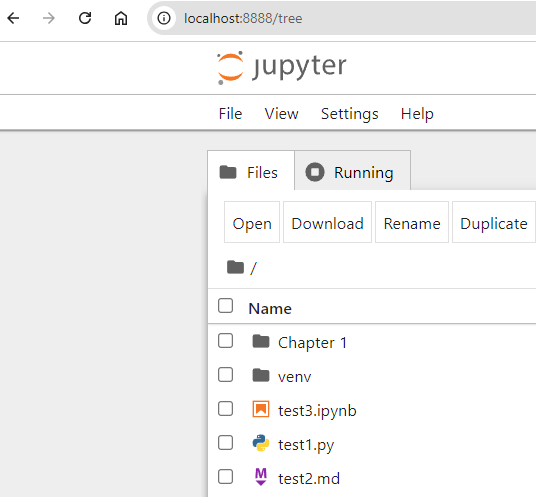 localhost:8888/tree
jupyter
File View Settings Help
Files Running
Open Download Rename Duplicate
/
Name
Chapter 1
venv
test3.ipynb
test1.py
M test2.md